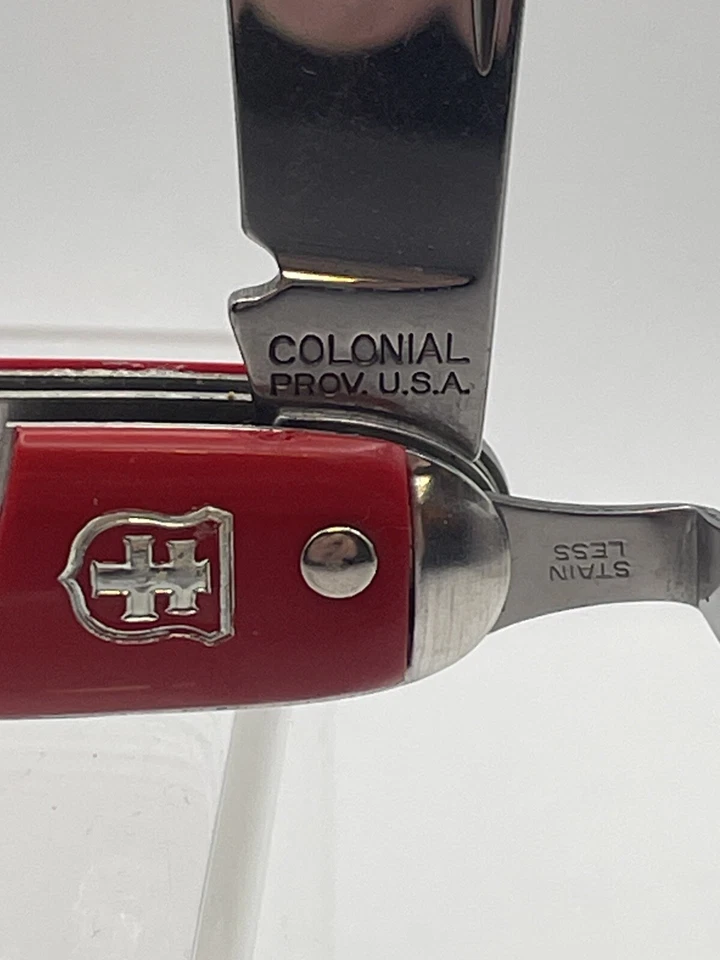 COLONIAL
PROV. U.S.A.
STAIN
LESS